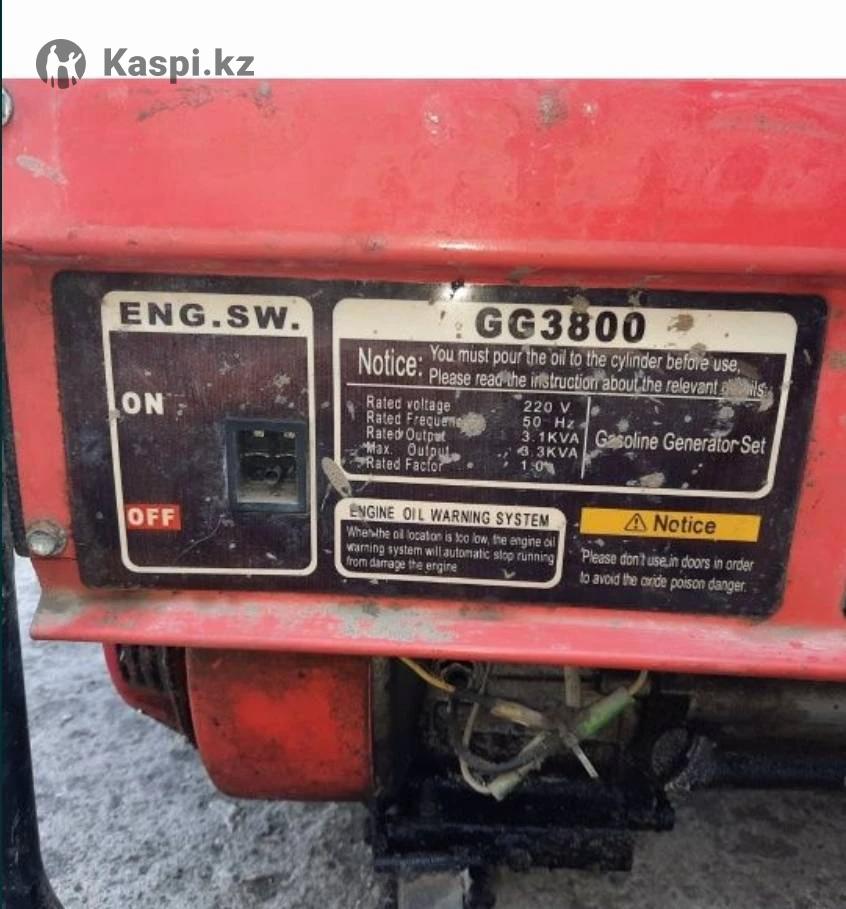 Kaspi.kz
ENG.SW.
ON
OFF
GG3800
Notice: You must pour the oil to the cylinder before use,
Please read the instruction about the relevant
Rated voltage 220 V
Rated 50 Hz
Rated Output 3.1KVA
Max. Output 3.3KVA
Rated Factor 1.0
Gasoline Generator Set
ENGINE OIL WARNING SYSTEM
When the oil location is too low, the engine oil
warning system will automatic stop running
from damage the engine
Notice
Please don't use in doors in order
to avoid the oxide poison danger.